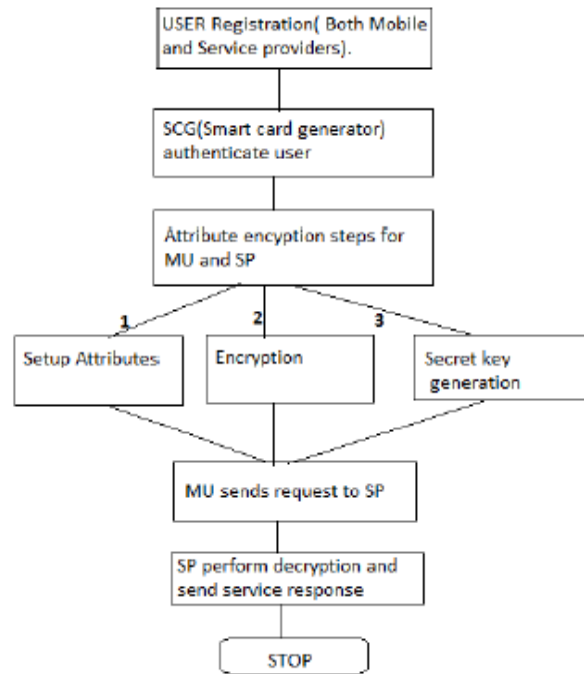 USER Registration( Both Mobile
and Service providers).
SCG(Smart card generator)
authenticate user
Attribute encyption steps for
MU and SP
1
2
3
Setup Attributes
Encryption
Secret key
generation
MU sends request to SP
SP perform decryption and
send service response
STOP